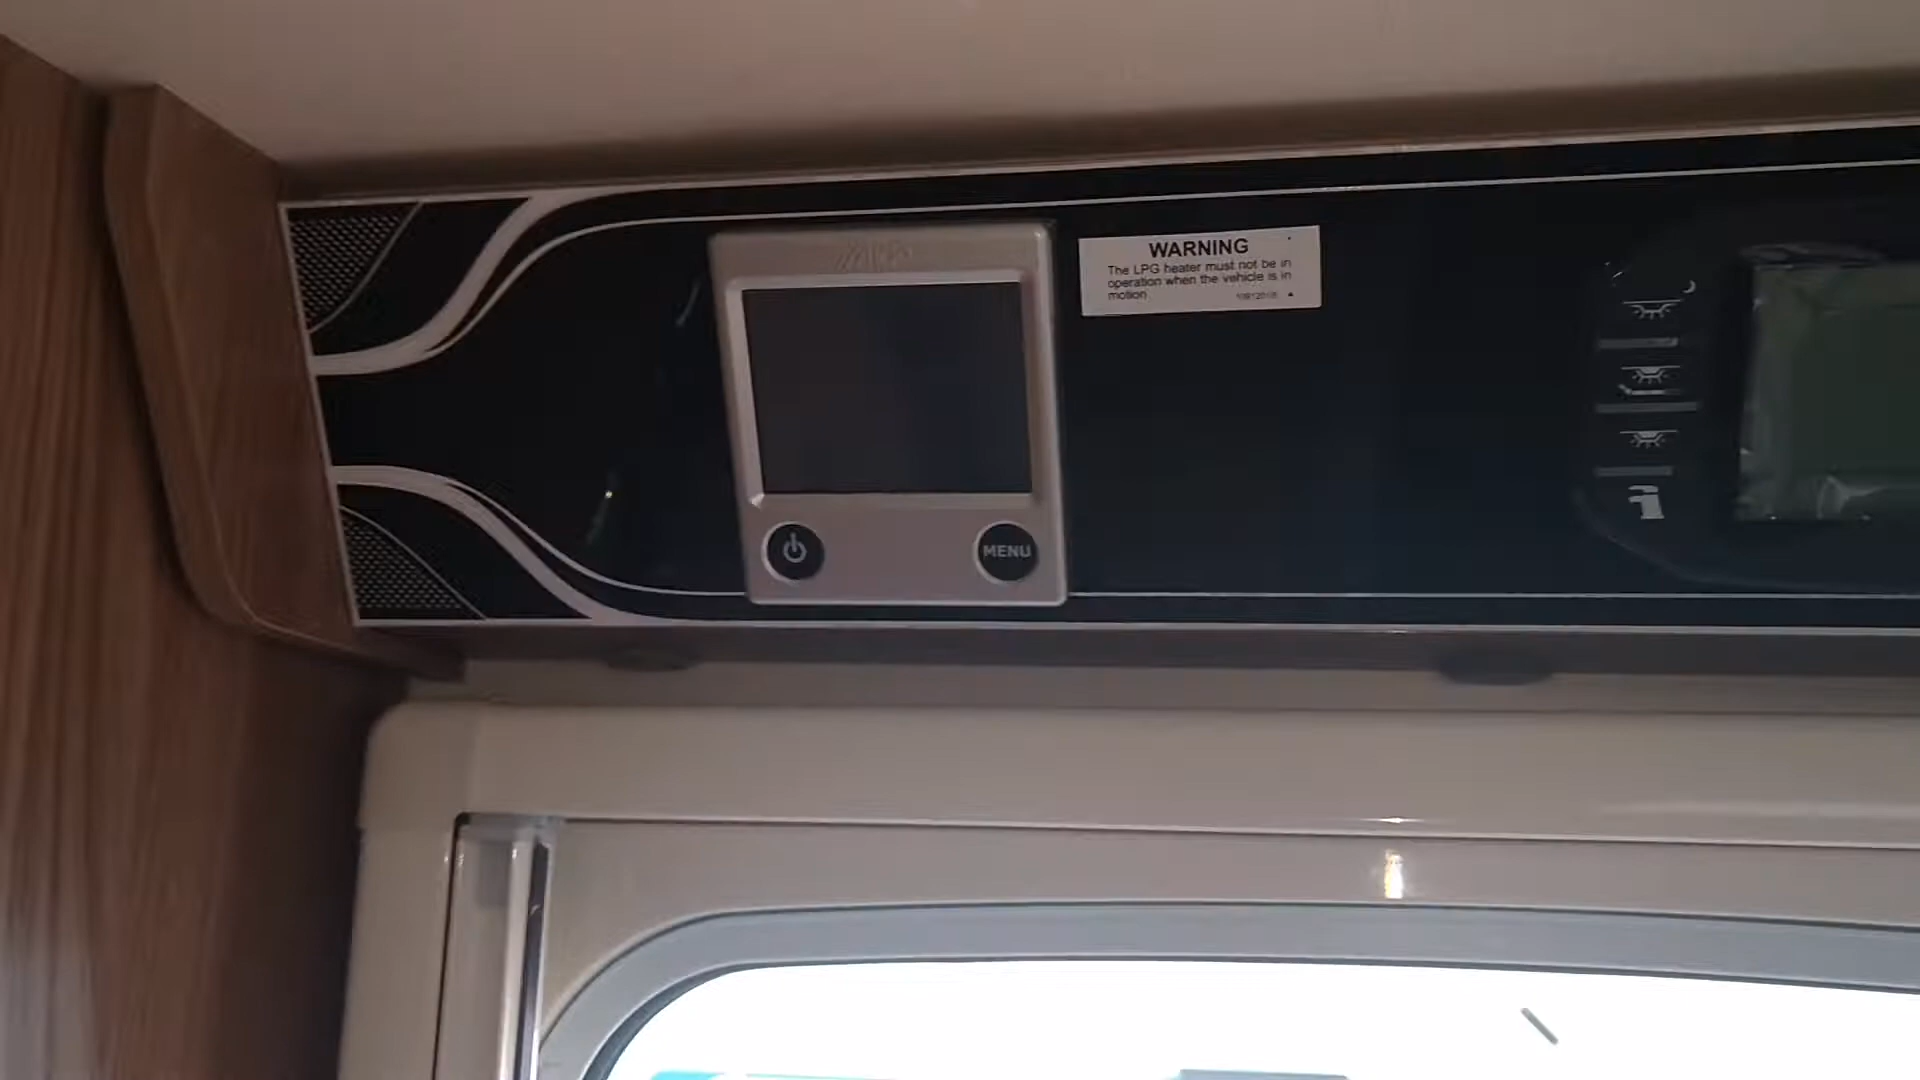 WARNING
The LPG heater must not be in
operation when the vehicle is in
motion
MENU